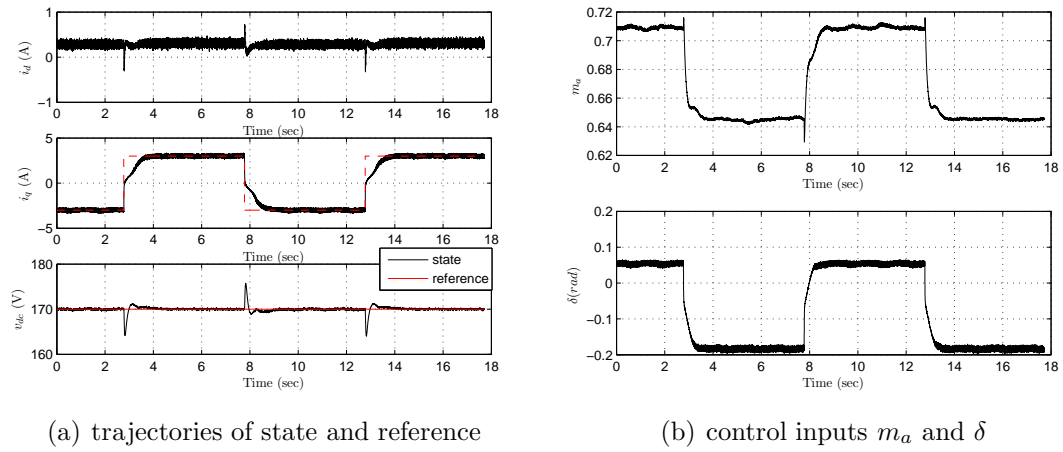 1
0
−1
i_d (A)
0 2 4 6 8 10 12 14 16 18
Time (sec)
5
0
−5
i_q (A)
0 2 4 6 8 10 12 14 16 18
Time (sec)
state
reference
180
170
160
v_{dc} (V)
0 2 4 6 8 10 12 14 16 18
Time (sec)
(a) trajectories of state and reference
0.72
0.7
0.68
0.66
0.64
0.62
m_a
0 2 4 6 8 10 12 14 16 18
Time (sec)
0.2
0.1
0
−0.1
−0.2
δ(rad)
0 2 4 6 8 10 12 14 16 18
Time (sec)
(b) control inputs m_a and δ